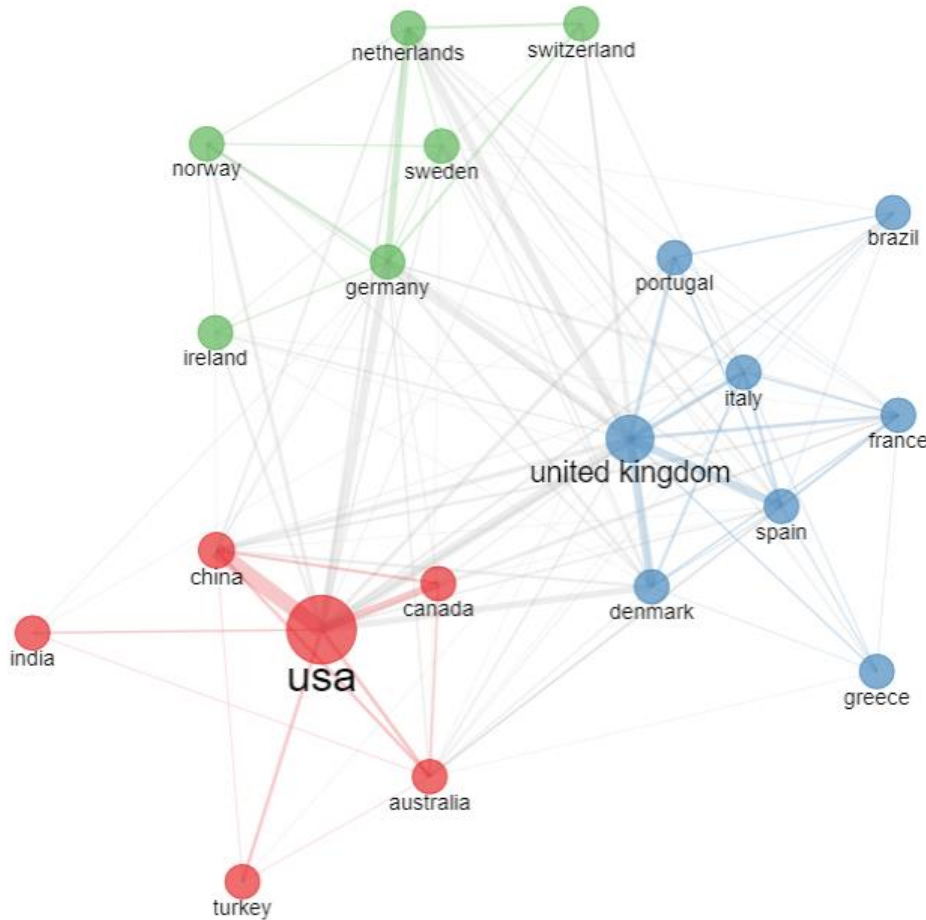 netherlands
switzerland
norway
sweden
brazil
portugal
germany
ireland
italy
france
united kingdom
spain
china
canada
denmark
india
usa
greece
australia
turkey